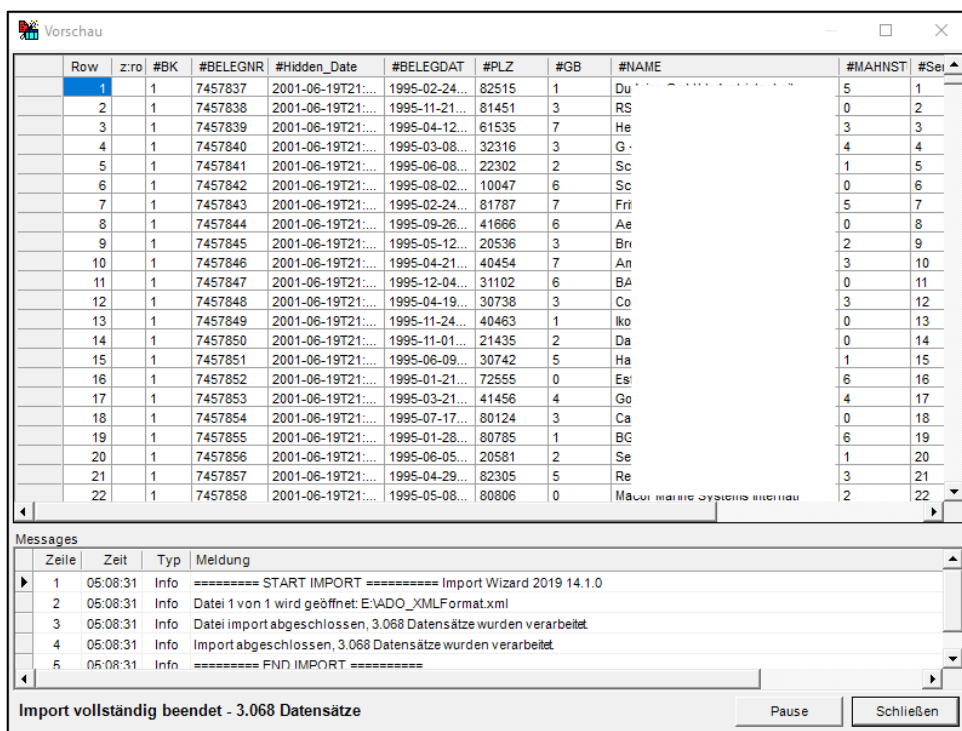 Vorschau
Row z:ro #BK #BELEGNR #Hidden_Date #BELEGDAT #PLZ #GB #NAME #MAHNST #Ser
1 1 7457837 2001-06-19T21:... 1995-02-24... 82515 1 5 1
2 1 7457838 2001-06-19T21:... 1995-11-21... 81451 3 RS 0 2
3 1 7457839 2001-06-19T21:... 1995-04-12... 61535 7 He 3 3
4 1 7457840 2001-06-19T21:... 1995-03-08... 32316 3 G 4 4
5 1 7457841 2001-06-19T21:... 1995-06-08... 22302 2 Sc 1 5
6 1 7457842 2001-06-19T21:... 1995-08-02... 10047 6 Sc 0 6
7 1 7457843 2001-06-19T21:... 1995-02-24... 81787 7 Fri 5 7
8 1 7457844 2001-06-19T21:... 1995-09-26... 41666 6 Ae 0 8
9 1 7457845 2001-06-19T21:... 1995-05-12... 20536 3 Bre 2 9
10 1 7457846 2001-06-19T21:... 1995-04-21... 40454 7 An 3 10
11 1 7457847 2001-06-19T21:... 1995-12-04... 31102 6 BA 0 11
12 1 7457848 2001-06-19T21:... 1995-04-19... 30738 3 Co 3 12
13 1 7457849 2001-06-19T21:... 1995-11-24... 40463 1 Iko 0 13
14 1 7457850 2001-06-19T21:... 1995-11-01... 21435 2 Da 0 14
15 1 7457851 2001-06-19T21:... 1995-06-09... 30742 5 Ha 1 15
16 1 7457852 2001-06-19T21:... 1995-01-21... 72555 0 Est 6 16
17 1 7457853 2001-06-19T21:... 1995-03-21... 41456 4 Go 4 17
18 1 7457854 2001-06-19T21:... 1995-07-17... 80124 3 Ca 0 18
19 1 7457855 2001-06-19T21:... 1995-01-28... 80785 1 BG 6 19
20 1 7457856 2001-06-19T21:... 1995-06-05... 20581 2 Se 1 20
21 1 7457857 2001-06-19T21:... 1995-04-29... 82305 5 Re 3 21
22 1 7457858 2001-06-19T21:... 1995-05-08... 80806 0 Macor Marine Systems Internati 2 22
Messages
Zeile Zeit Typ Meldung
1 05:08:31 Info ========= START IMPORT ========== Import Wizard 2019 14.1.0
2 05:08:31 Info Datei 1 von 1 wird geöffnet: E:\ADO_XMLFormat.xml
3 05:08:31 Info Datei import abgeschlossen, 3.068 Datensätze wurden verarbeitet.
4 05:08:31 Info Import abgeschlossen, 3.068 Datensätze wurden verarbeitet.
5 05:08:31 Info ========= END IMPORT ==========
Import vollständig beendet - 3.068 Datensätze
Pause
Schließen